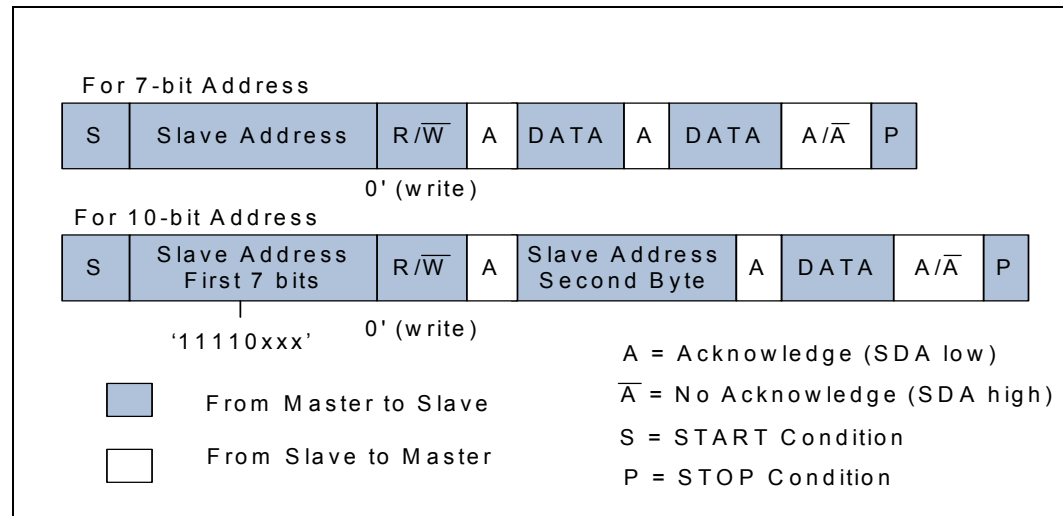 For 7-bit Address
S Slave Address R/W̅ A DATA A DATA A/A̅ P
0' (write)
For 10-bit Address
S Slave Address First 7 bits R/W̅ A Slave Address Second Byte A DATA A/A̅ P
‘11110xxx’ 0' (write)
From Master to Slave
From Slave to Master
A = Acknowledge (SDA low)
A̅ = No Acknowledge (SDA high)
S = START Condition
P = STOP Condition